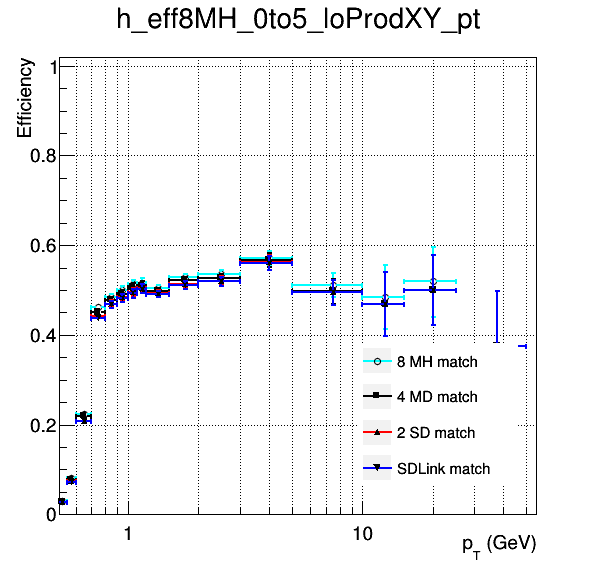 h_eff8MH_0to5_loProdXY_pt
Efficiency
1
0.8
0.6
0.4
0.2
0
8 MH match
4 MD match
2 SD match
SDLink match
1
10
p_T (GeV)